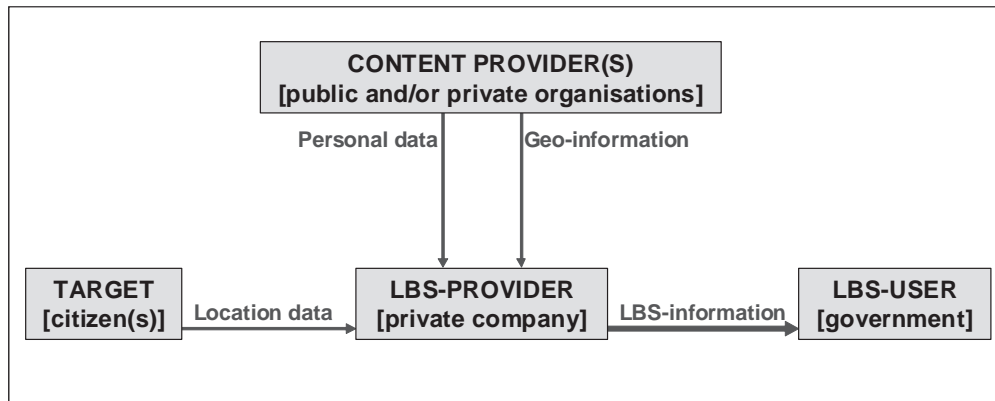 CONTENT PROVIDER(S)
[public and/or private organisations]
Personal data
Geo-information
TARGET
[citizen(s)]
Location data
LBS-PROVIDER
[private company]
LBS-information
LBS-USER
[government]